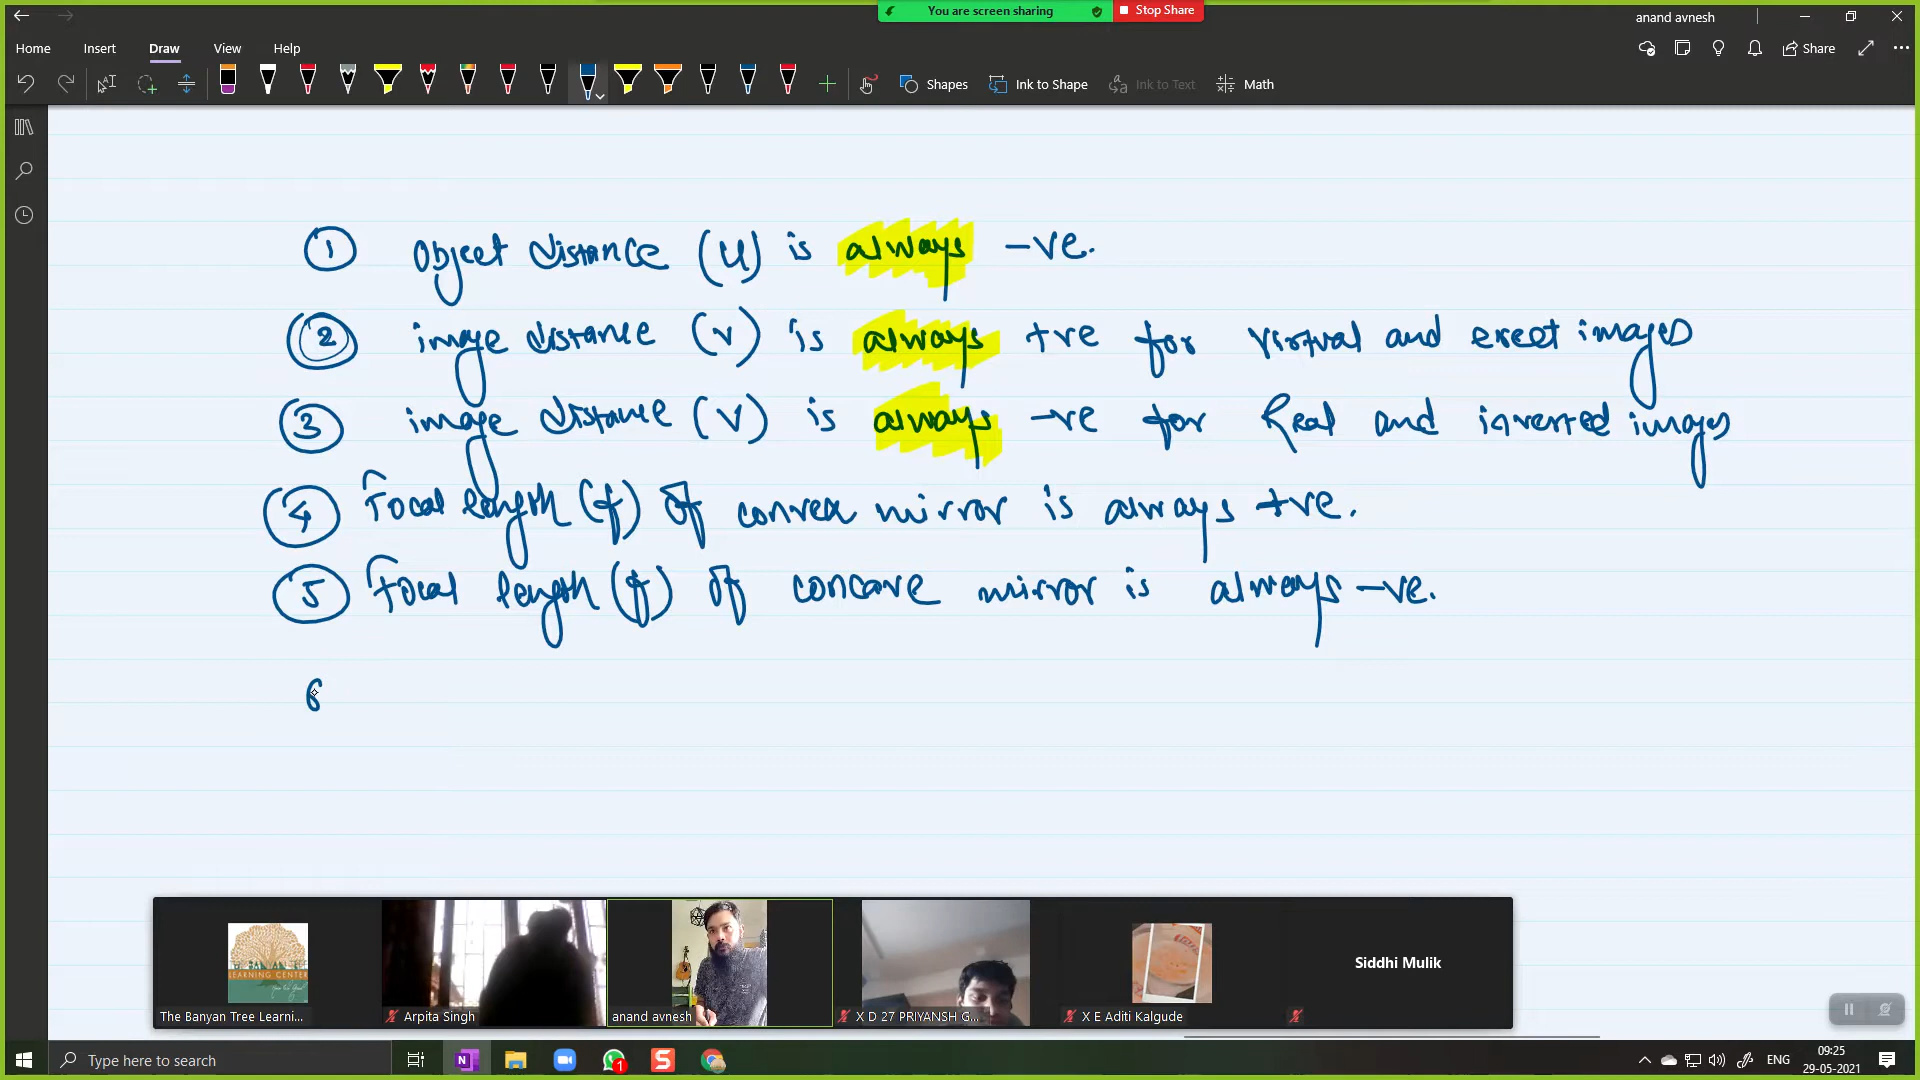 You are screen sharing
Stop Share
anand avnesh
Home Insert Draw View Help
Share
Shapes Ink to Shape Ink to Text Math
1 Object distance (u) is always -ve.
2 image distance (v) is always +ve for virtual and erect images
3 image distance (v) is always -ve for Real and inverted images
4 Focal length (f) of convex mirror is always +ve.
5 Focal length (f) of concave mirror is always -ve.
6
LEARNING CENTER
The Banyan Tree Learni...
Arpita Singh
anand avnesh
X D 27 PRIYANSH G...
X E Aditi Kalgude
Siddhi Mulik
Type here to search
N
1
S
ENG
09:25
29-05-2021